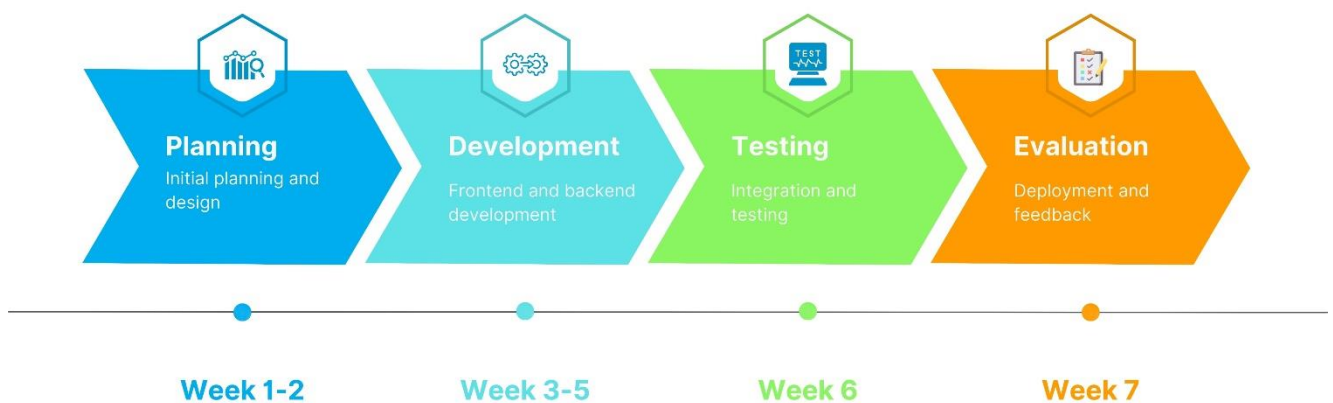 TEST
Planning
Initial planning and
design
Development
Frontend and backend
development
Testing
Integration and
testing
Evaluation
Deployment and
feedback
Week 1-2
Week 3-5
Week 6
Week 7